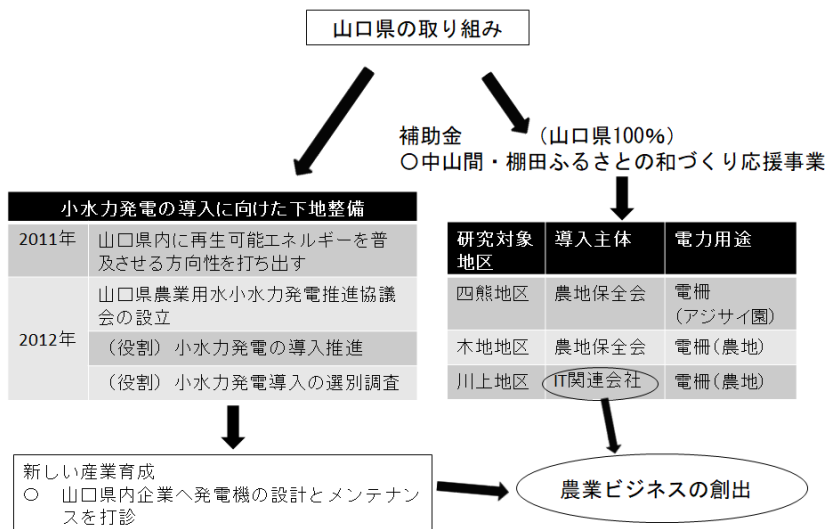 山口県の取り組み
補助金　　　　(山口県100%)
〇中山間・棚田ふるさとの和づくり応援事業
小水力発電の導入に向けた下地整備
2011年
山口県内に再生可能エネルギーを普
及させる方向性を打ち出す
2012年
山口県農業用水小水力発電推進協議
会の設立
（役割）小水力発電の導入推進
（役割）小水力発電導入の選別調査
研究対象
地区
導入主体
電力用途
四熊地区
農地保全会
電柵
(アジサイ園)
木地地区
農地保全会
電柵(農地)
川上地区
IT関連会社
電柵(農地)
新しい産業育成
〇　山口県内企業へ発電機の設計とメンテナン
スを打診
農業ビジネスの創出